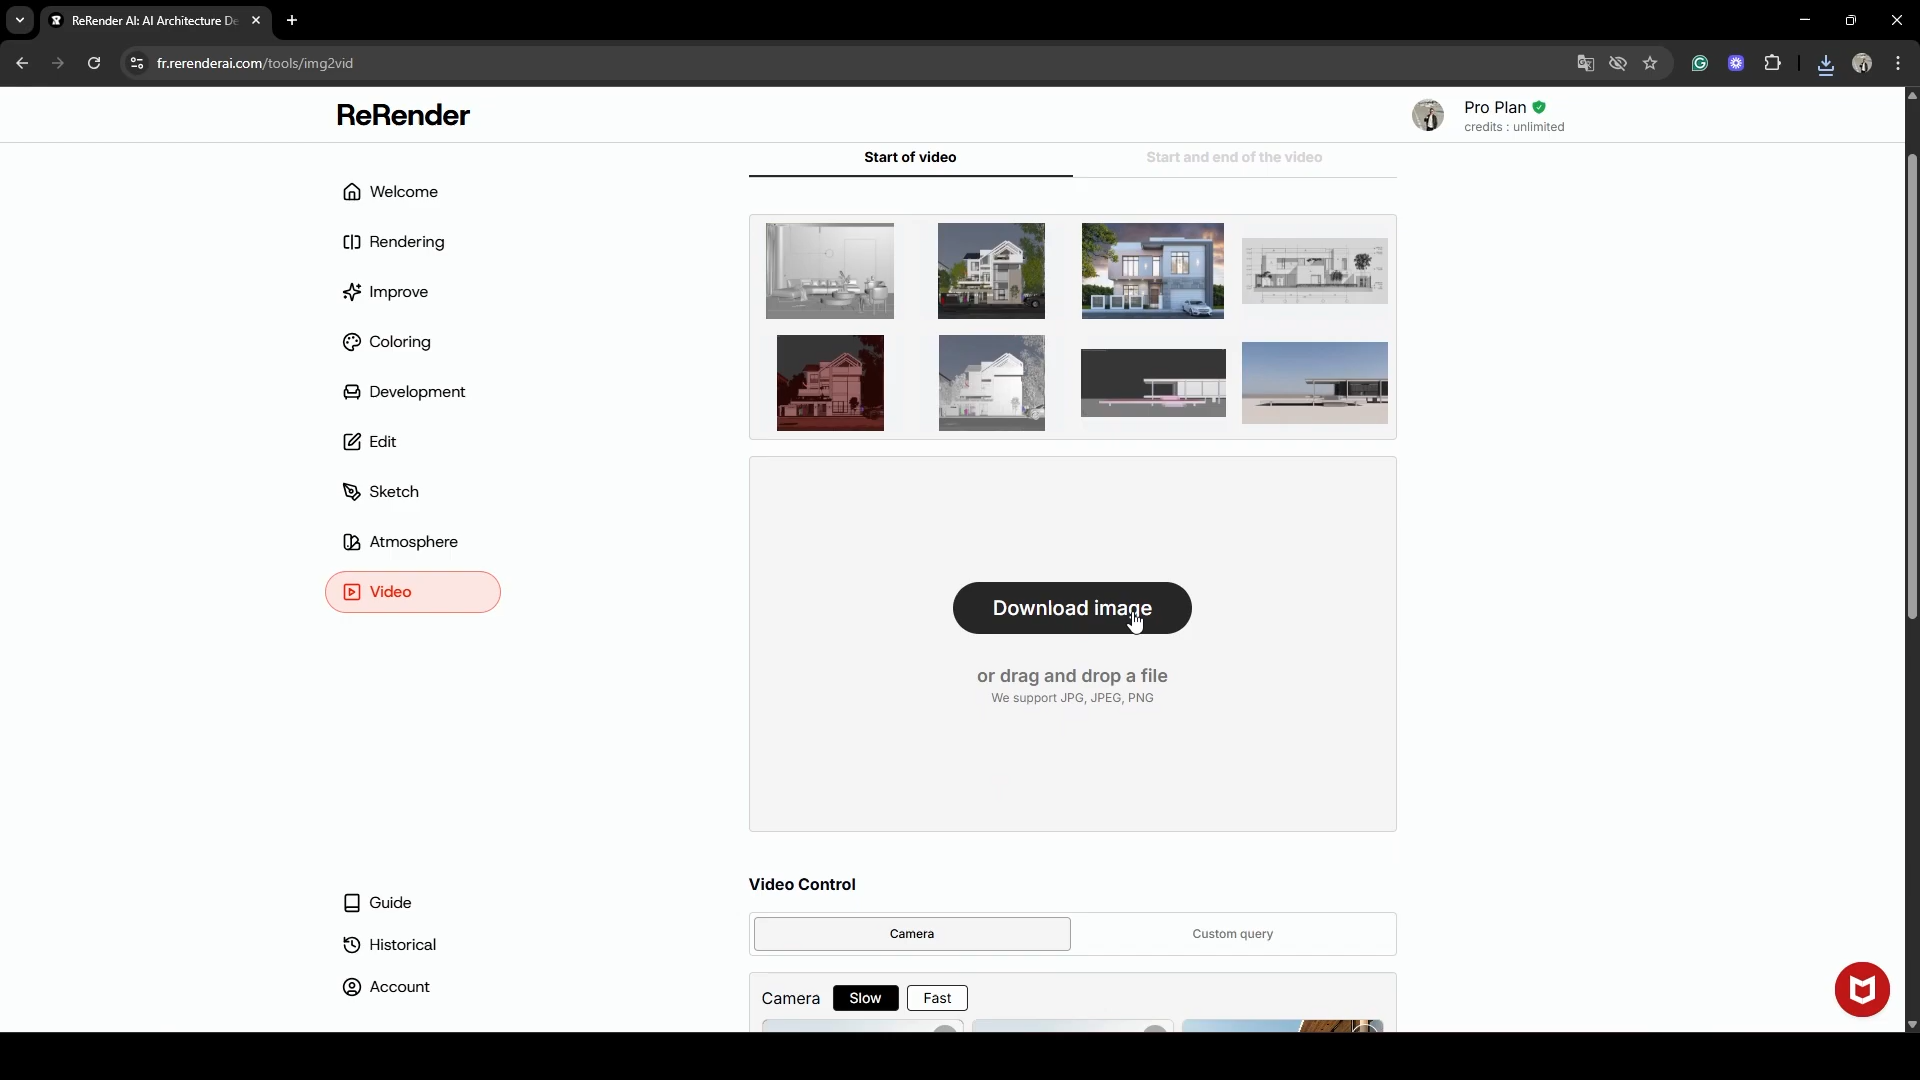 ReRender AI: AI Architecture De
fr.rerenderai.com/tools/img2vid
ReRender
Pro Plan
credits : unlimited
Start of video
Start and end of the video
Welcome
Rendering
Improve
Coloring
Development
Edit
Sketch
Atmosphere
Video
Download image
or drag and drop a file
We support JPG, JPEG, PNG
Video Control
Camera
Custom query
Guide
Historical
Account
Camera
Slow
Fast